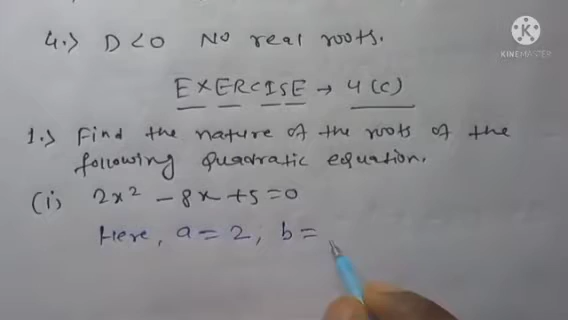 4.> D<0 No real roots.
KINEMASTER
EXERCISE → 4(c)
1.> Find the nature of the roots of the
following quadratic equation.
(i) 2x² - 8x + 5 = 0
Here, a = 2, b =